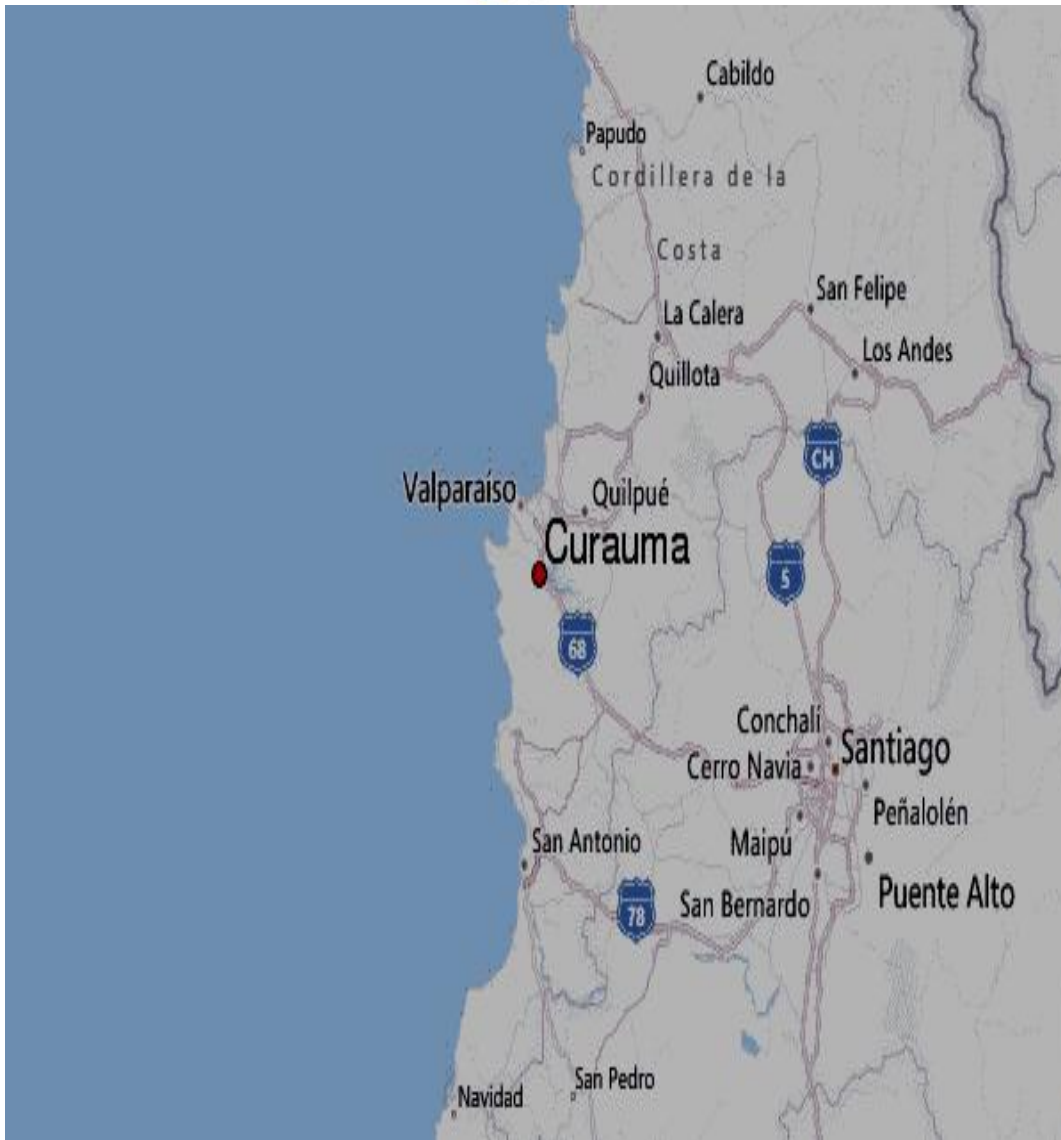 Cabildo
Papudo
Cordillera de la
Costa
San Felipe
La Calera
Los Andes
Quillota
CH
Valparaíso
Quilpué
Curauma
5
68
Conchalí
Santiago
Cerro Navia
Peñalolén
Maipú
San Antonio
Puente Alto
San Bernardo
78
San Pedro
Navidad